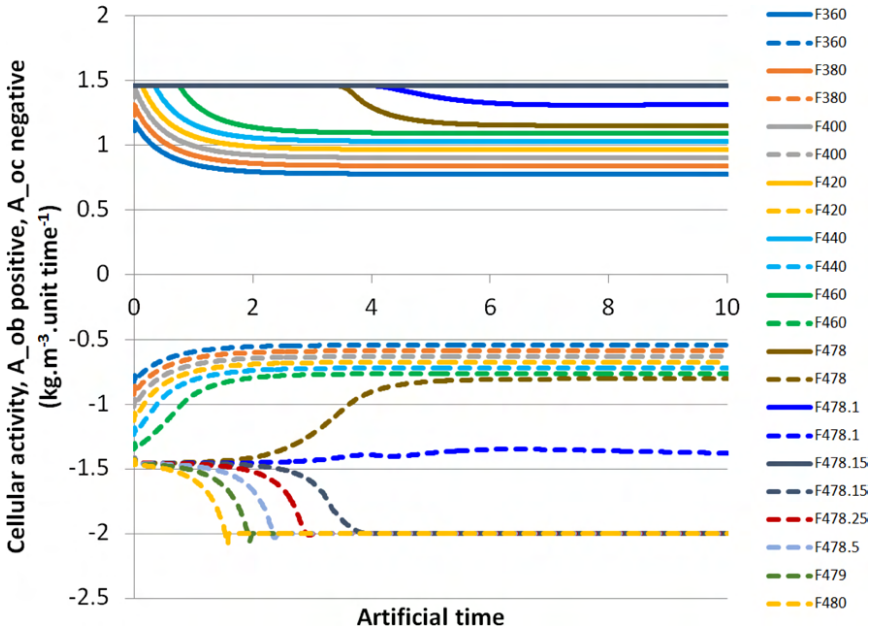 Cellular activity, A_ob positive, A_oc negative
(kg.m-3.unit time-1)
2
1.5
1
0.5
0
-0.5
-1
-1.5
-2
-2.5
0 2 4 6 8 10
Artificial time
F360
F360
F380
F380
F400
F400
F420
F420
F440
F440
F460
F460
F478
F478
F478.1
F478.1
F478.15
F478.15
F478.25
F478.5
F479
F480